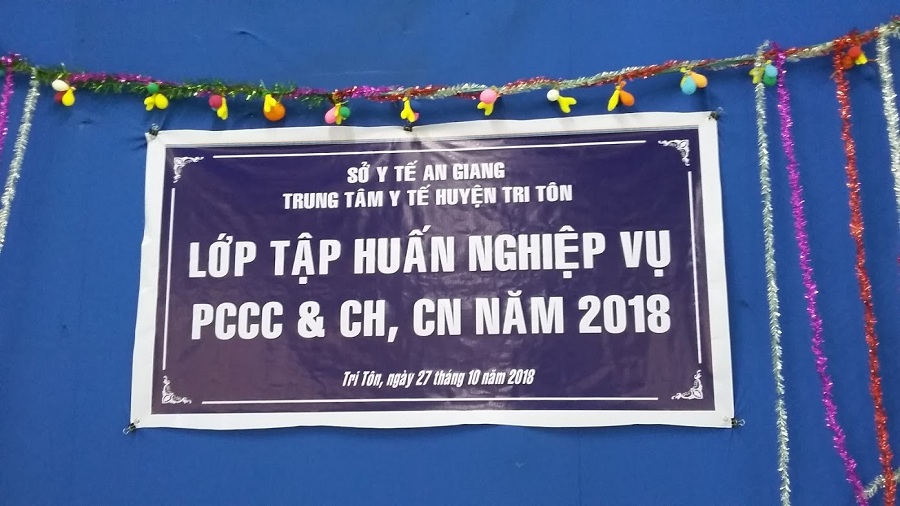 SỞ Y TẾ AN GIANG
TRUNG TÂM Y TẾ HUYỆN TRI TÔN
LỚP TẬP HUẤN NGHIỆP VỤ
PCCC & CH, CN NĂM 2018
Tri Tôn, ngày 27 tháng 10 năm 2018